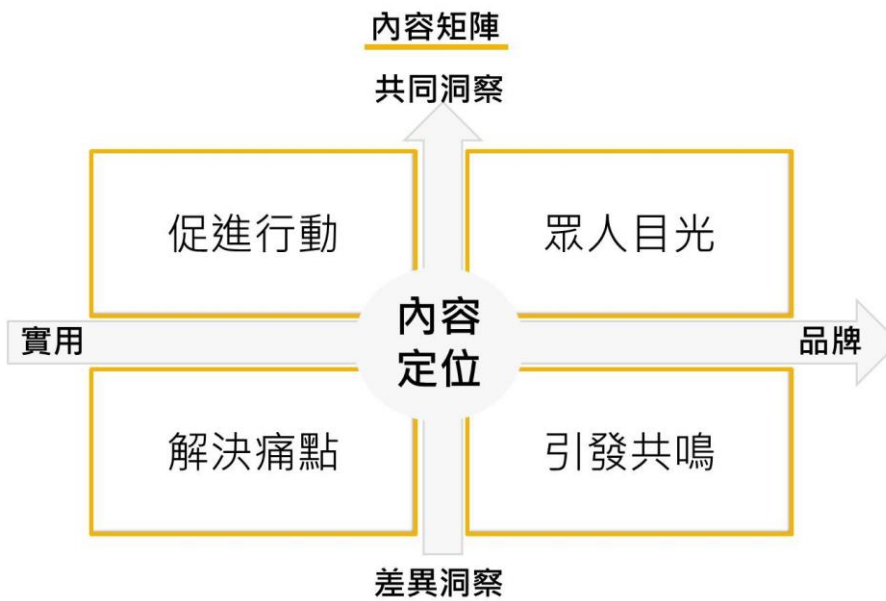 內容矩陣
共同洞察
促進行動
眾人目光
實用
內容
定位
品牌
解決痛點
引發共鳴
差異洞察